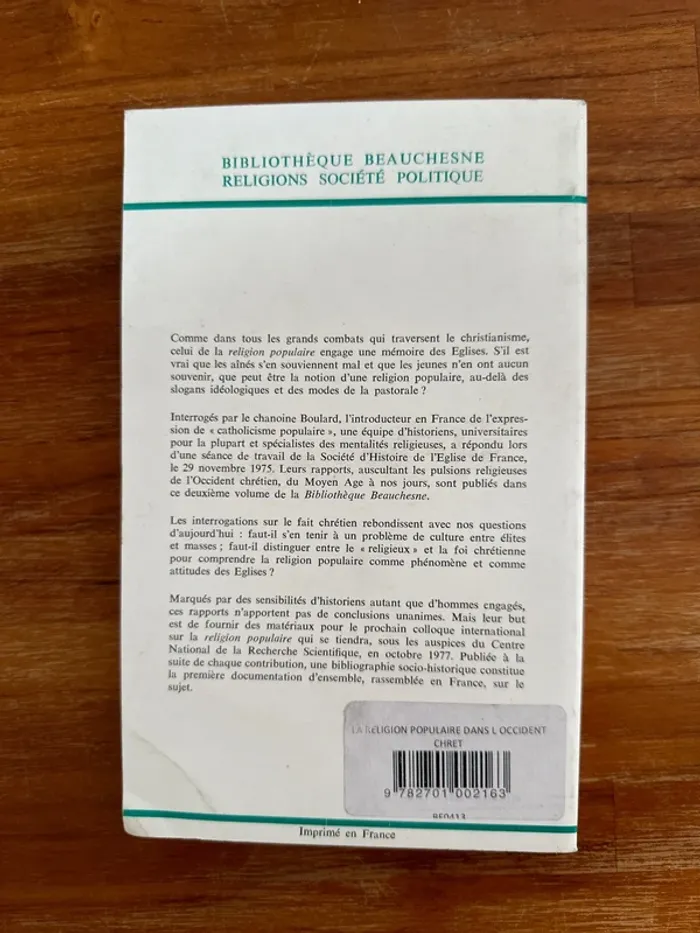 BIBLIOTHÈQUE BEAUCHESNE
RELIGIONS SOCIÉTÉ POLITIQUE
Comme dans tous les grands combats qui traversent le christianisme,
celui de la religion populaire engage une mémoire des Eglises. S'il est
vrai que les aînés s'en souviennent mal et que les jeunes n'en ont aucun
souvenir, que peut être la notion d'une religion populaire, au-delà des
slogans idéologiques et des modes de la pastorale ?
Interrogés par le chanoine Boulard, l'introducteur en France de l'expres-
sion de « catholicisme populaire », une équipe d'historiens, universitaires
pour la plupart et spécialistes des mentalités religieuses, a répondu lors
d'une séance de travail de la Société d'Histoire de l'Eglise de France,
le 29 novembre 1975. Leurs rapports, auscultant les pulsions religieuses
de l'Occident chrétien, du Moyen Age à nos jours, sont publiés dans
ce deuxième volume de la Bibliothèque Beauchesne.
Les interrogations sur le fait chrétien rebondissent avec nos questions
d'aujourd'hui : faut-il s'en tenir à un problème de culture entre élites
et masses ; faut-il distinguer entre le « religieux » et la foi chrétienne
pour comprendre la religion populaire comme phénomène et comme
attitudes des Eglises ?
Marqués par des sensibilités d'historiens autant que d'hommes engagés,
ces rapports n'apportent pas de conclusions unanimes. Mais leur but
est de fournir des matériaux pour le prochain colloque international
sur la religion populaire qui se tiendra, sous les auspices du Centre
National de la Recherche Scientifique, en octobre 1977. Publiée à la
suite de chaque contribution, une bibliographie socio-historique constitue
la première documentation d'ensemble, rassemblée en France, sur le
sujet.
LA RELIGION POPULAIRE DANS L OCCIDENT
CHRET
9 782701 002163
Imprimé en France